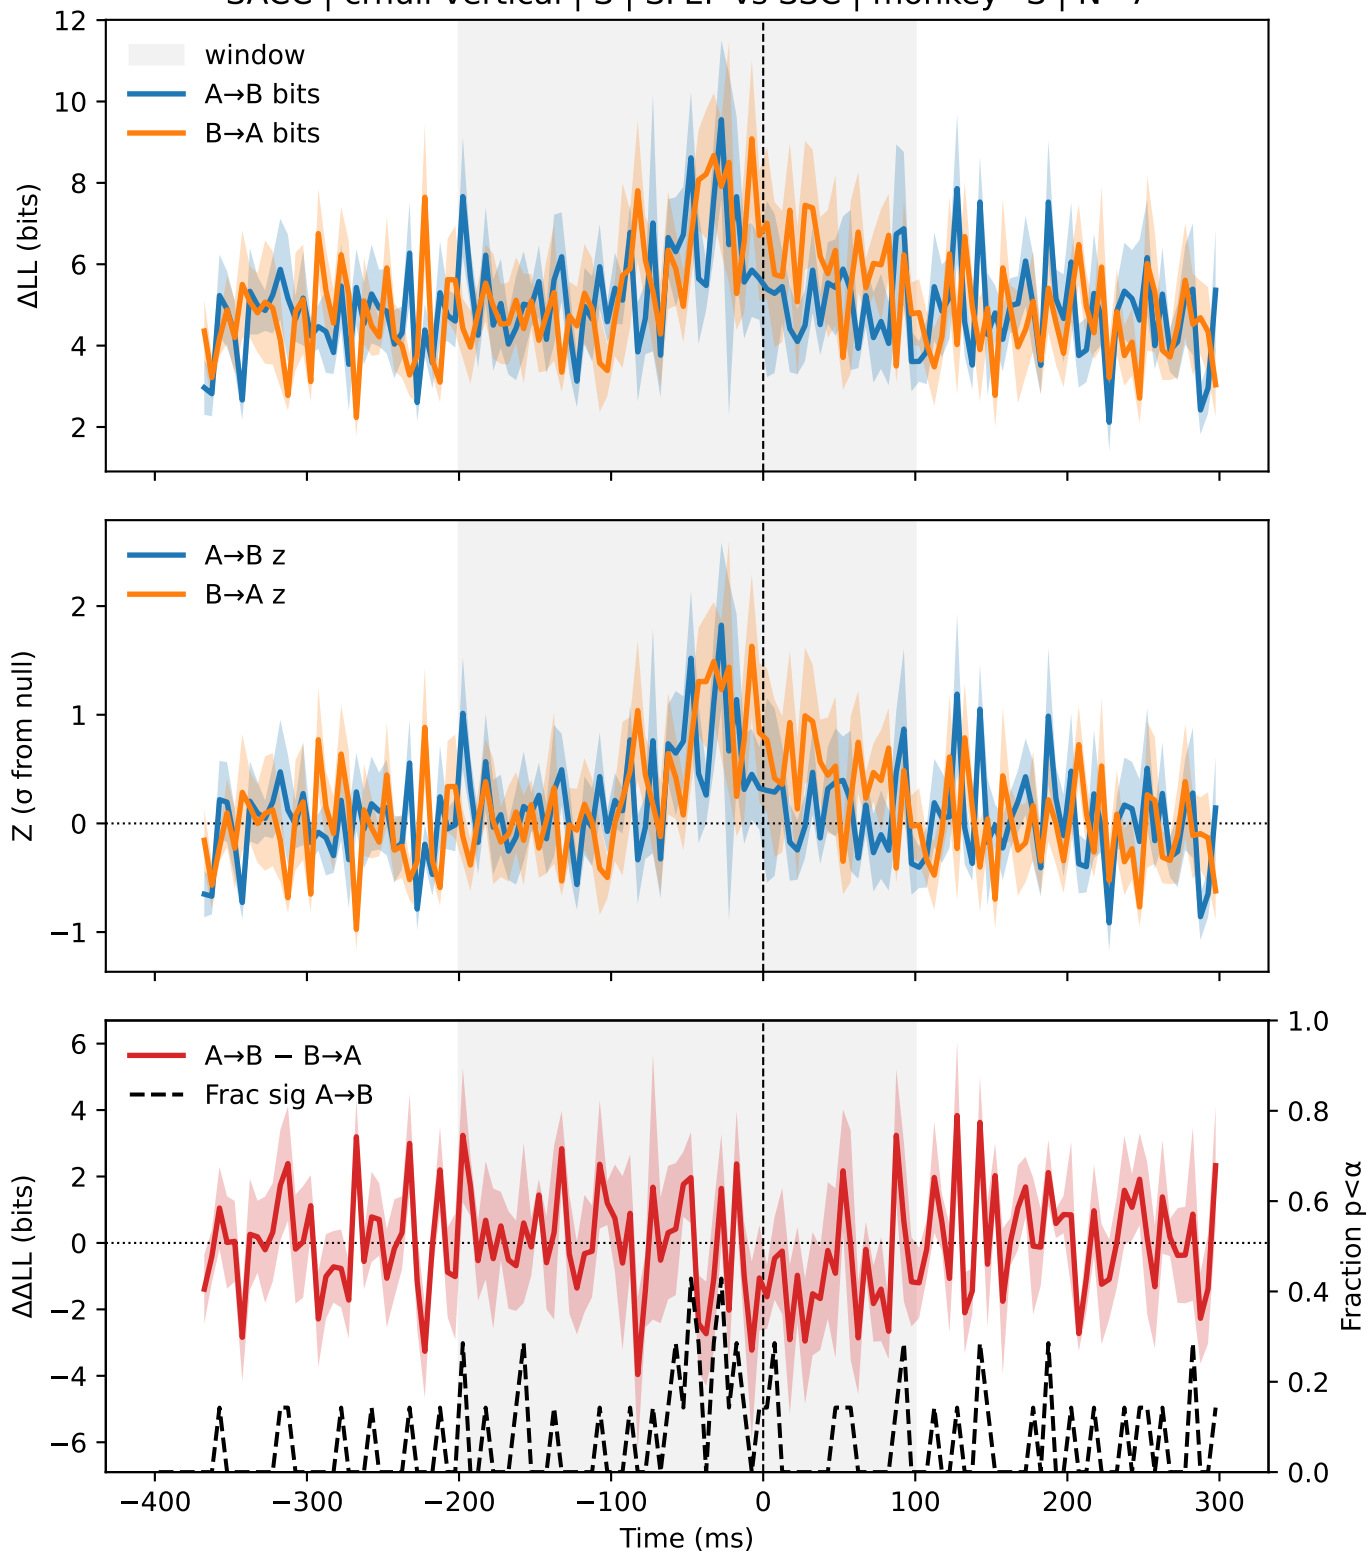 window
A→B bits
B→A bits
ΔLL (bits)
12
10
8
6
4
2
A→B z
B→A z
Z (σ from null)
2
1
0
−1
A→B − B→A
Frac sig A→B
ΔΔLL (bits)
6
4
2
0
−2
−4
−6
1.0
0.8
0.6
0.4
0.2
0.0
Fraction p<α
−400 −300 −200 −100 0 100 200 300
Time (ms)